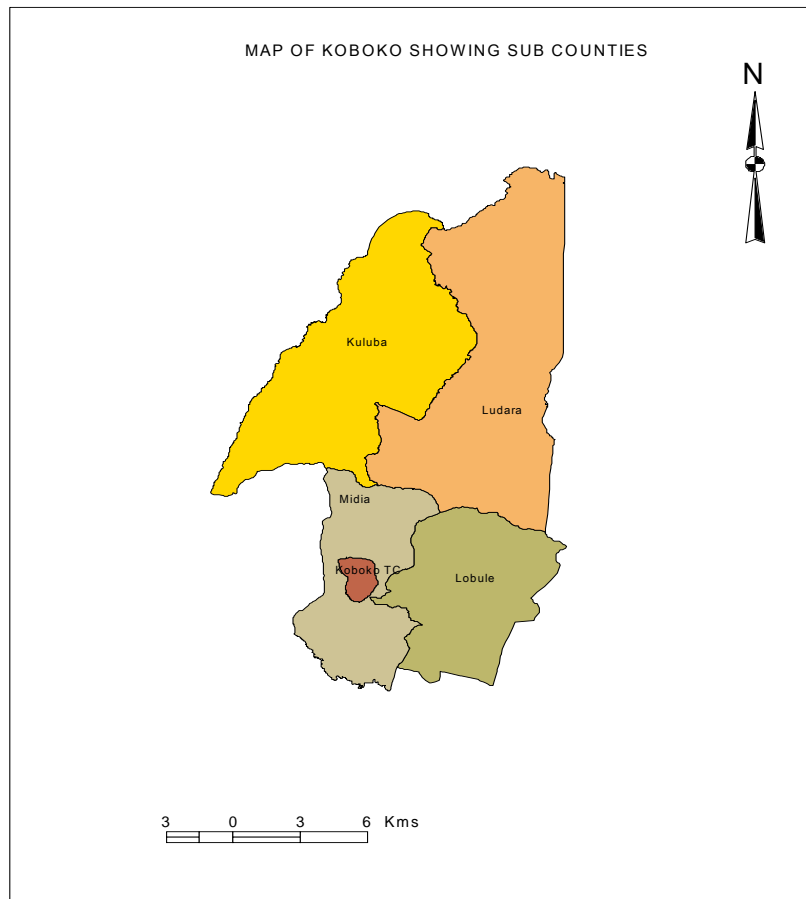 MAP OF KOBOKO SHOWING SUB COUNTIES
N
Kuluba
Ludara
Midia
Koboko TC
Lobule
3 0 3 6 Kms